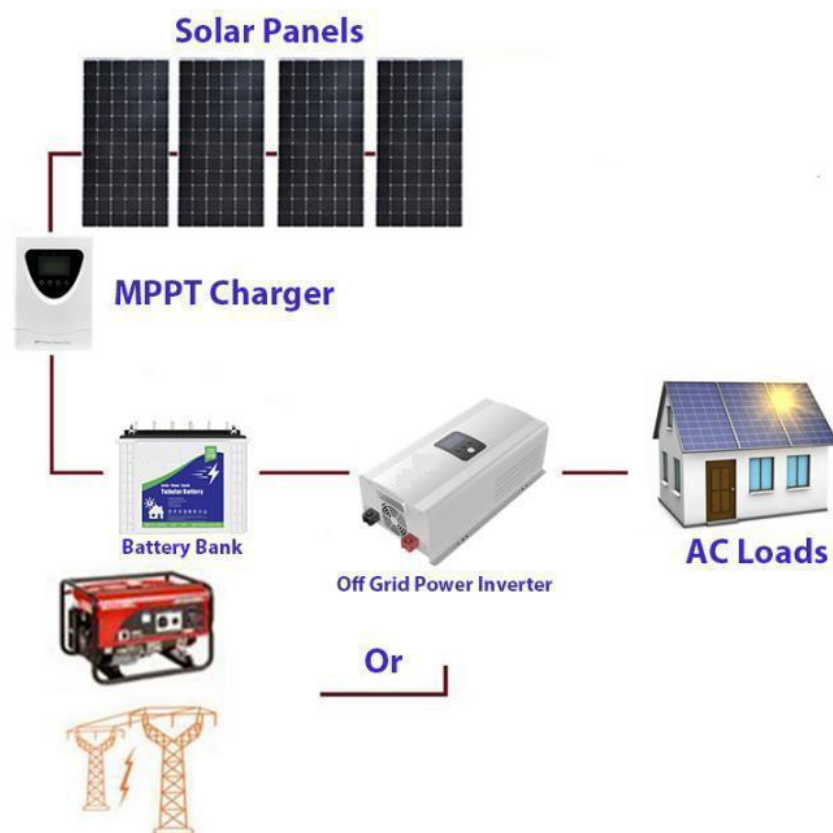 Solar Panels
MPPT Charger
Tubular Battery
Battery Bank
Off Grid Power Inverter
AC Loads
Or